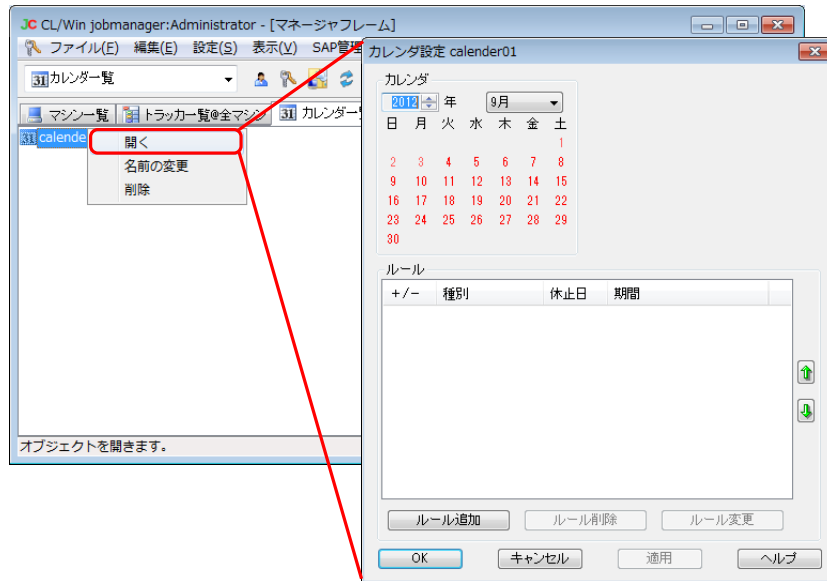 JC CL/Win jobmanager:Administrator - [マネージャフレーム]
ファイル(F) 編集(E) 設定(S) 表示(V) SAP管理
31 カレンダ一覧
マシン一覧 トラッカ一覧@全マシン 31 カレンダ一
31 calende
開く
名前の変更
削除
オブジェクトを開きます。
カレンダ設定 calender01
カレンダ
2012 年 9月
日 月 火 水 木 金 土
1
2 3 4 5 6 7 8
9 10 11 12 13 14 15
16 17 18 19 20 21 22
23 24 25 26 27 28 29
30
ルール
+/- 種別 休止日 期間
ルール追加 ルール削除 ルール変更
OK キャンセル 適用 ヘルプ